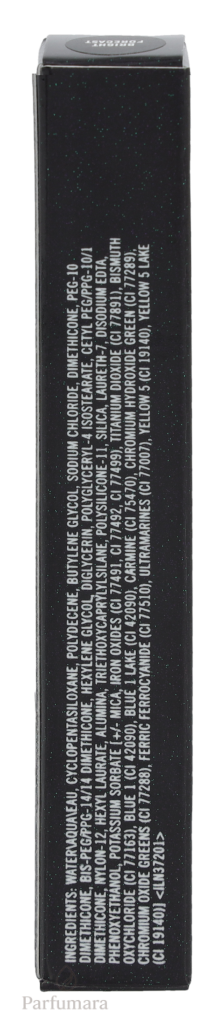 BRIGHT
FORECAST
INGREDIENTS: WATER\AQUA\EAU, CYCLOPENTASILOXANE, POLYDECENE, BUTYLENE GLYCOL, SODIUM CHLORIDE, DIMETHICONE, PEG-10
DIMETHICONE, BIS-PEG/PPG-14/14 DIMETHICONE, HEXYLENE GLYCOL, DIGLYCERIN, POLYGLYCERYL-4 ISOSTEARATE, CETYL PEG/PPG-10/1
DIMETHICONE, NYLON-12, HEXYL LAURATE, ALUMINA, TRIETHOXYCAPRYLYLSILANE, POLYSILICONE-11, SILICA, LAURETH-7, DISODIUM EDTA,
PHENOXYETHANOL, POTASSIUM SORBATE [+/- MICA, IRON OXIDES (CI 77491, CI 77492, CI 77499), TITANIUM DIOXIDE (CI 77891), BISMUTH
OXYCHLORIDE (CI 77163), BLUE 1 (CI 42090), BLUE 1 LAKE (CI 42090), CARMINE (CI 75470), CHROMIUM HYDROXIDE GREEN (CI 77289),
CHROMIUM OXIDE GREENS (CI 77288), FERRIC FERROCYANIDE (CI 77510), ULTRAMARINES (CI 77007), YELLOW 5 (CI 19140), YELLOW 5 LAKE
(CI 19140)] <ILN37201>
Parfumara